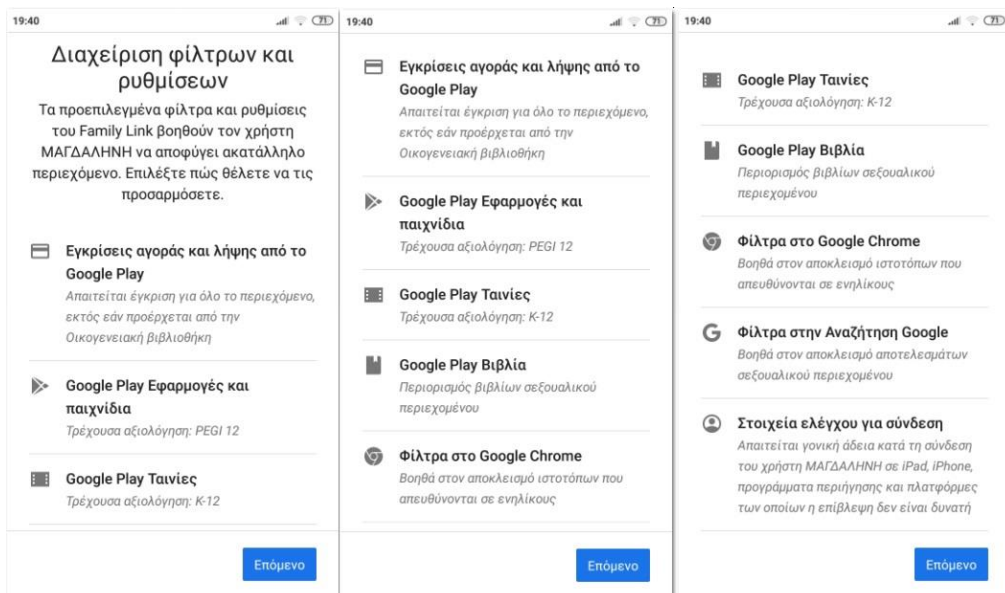 19:40
71
Διαχείριση φίλτρων και
ρυθμίσεων
Τα προεπιλεγμένα φίλτρα και ρυθμίσεις
του Family Link βοηθούν τον χρήστη
ΜΑΓΔΑΛΗΝΗ να αποφύγει ακατάλληλο
περιεχόμενο. Επιλέξτε πώς θέλετε να τις
προσαρμόσετε.
Εγκρίσεις αγοράς και λήψης από το
Google Play
Απαιτείται έγκριση για όλο το περιεχόμενο,
εκτός εάν προέρχεται από την
Οικογενειακή βιβλιοθήκη
Google Play Εφαρμογές και
παιχνίδια
Τρέχουσα αξιολόγηση: PEGI 12
Google Play Ταινίες
Τρέχουσα αξιολόγηση: K-12
Επόμενο
19:40
71
Εγκρίσεις αγοράς και λήψης από το
Google Play
Απαιτείται έγκριση για όλο το περιεχόμενο,
εκτός εάν προέρχεται από την
Οικογενειακή βιβλιοθήκη
Google Play Εφαρμογές και
παιχνίδια
Τρέχουσα αξιολόγηση: PEGI 12
Google Play Ταινίες
Τρέχουσα αξιολόγηση: K-12
Google Play Βιβλία
Περιορισμός βιβλίων σεξουαλικού
περιεχομένου
Φίλτρα στο Google Chrome
Βοηθά στον αποκλεισμό ιστοτόπων που
απευθύνονται σε ενηλίκους
Επόμενο
19:40
71
Google Play Ταινίες
Τρέχουσα αξιολόγηση: K-12
Google Play Βιβλία
Περιορισμός βιβλίων σεξουαλικού
περιεχομένου
Φίλτρα στο Google Chrome
Βοηθά στον αποκλεισμό ιστοτόπων που
απευθύνονται σε ενηλίκους
Φίλτρα στην Αναζήτηση Google
Βοηθά στον αποκλεισμό αποτελεσμάτων
σεξουαλικού περιεχομένου
Στοιχεία ελέγχου για σύνδεση
Απαιτείται γονική άδεια κατά τη σύνδεση
του χρήστη ΜΑΓΔΑΛΗΝΗ σε iPad, iPhone,
προγράμματα περιήγησης και πλατφόρμες
των οποίων η επίβλεψη δεν είναι δυνατή
Επόμενο